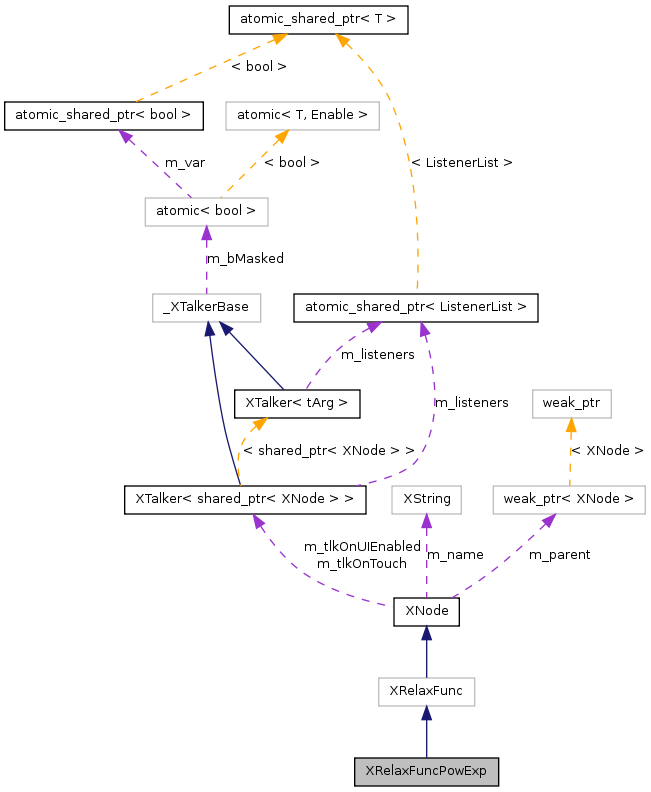 atomic_shared_ptr< T >
< bool >
atomic_shared_ptr< bool >
atomic< T, Enable >
m_var
< bool >
< ListenerList >
atomic< bool >
m_bMasked
_XTalkerBase
atomic_shared_ptr< ListenerList >
m_listeners
XTalker< tArg >
m_listeners
weak_ptr
< shared_ptr< XNode > >
< XNode >
XTalker< shared_ptr< XNode > >
XString
weak_ptr< XNode >
m_tlkOnUIEnabled
m_tlkOnTouch
m_name
m_parent
XNode
XRelaxFunc
XRelaxFuncPowExp